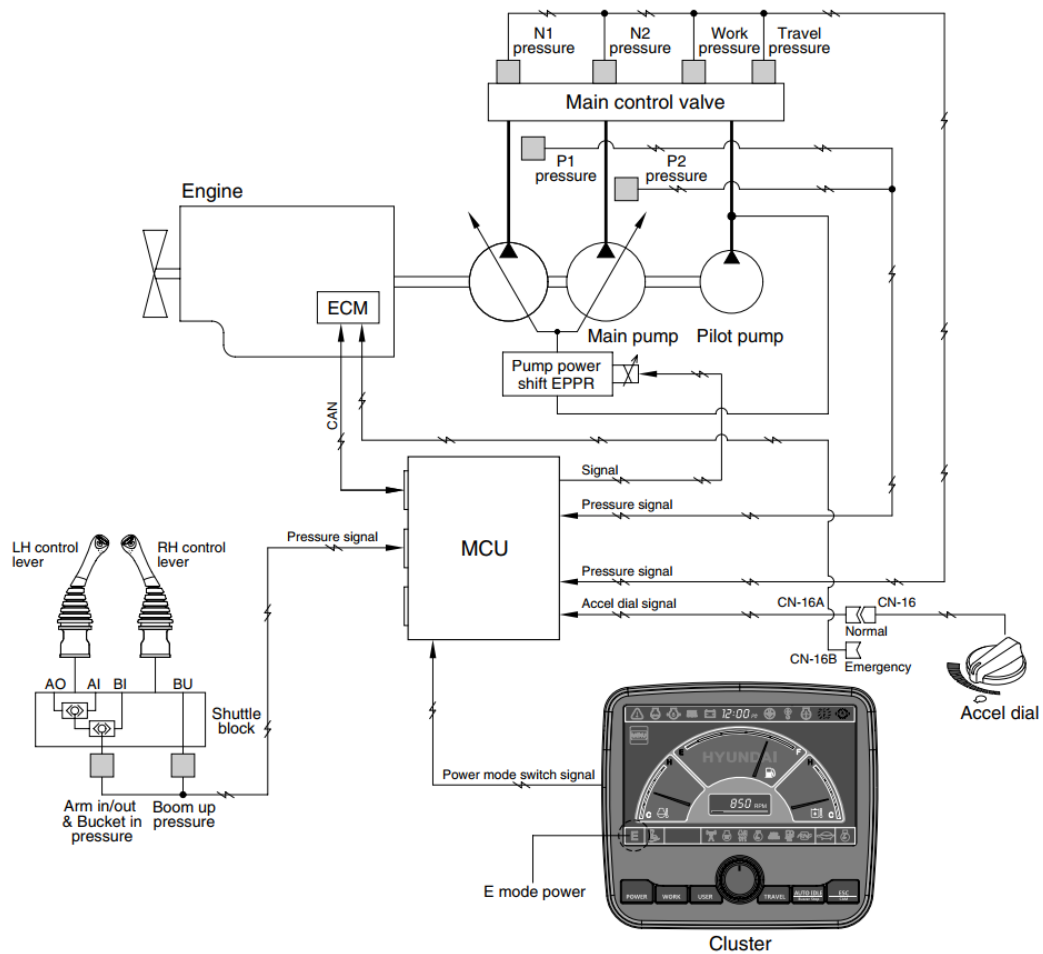 N1
pressure
N2
pressure
Work
pressure
Travel
pressure
Main control valve
P1
pressure
P2
pressure
Engine
ECM
Main pump
Pilot pump
Pump power
shift EPPR
CAN
Signal
Pressure signal
MCU
Pressure signal
Pressure signal
LH control
lever
RH control
lever
Accel dial signal
CN-16A
CN-16
Normal
CN-16B
Emergency
Accel dial
AO
AI
BI
BU
Shuttle
block
Arm in/out
& Bucket in
pressure
Boom up
pressure
Power mode switch signal
12:00
HYUNDAI
E
F
H
H
C
C
850 RPM
E
E mode power
POWER
WORK
USER
TRAVEL
AUTO IDLE
ESC
Cluster